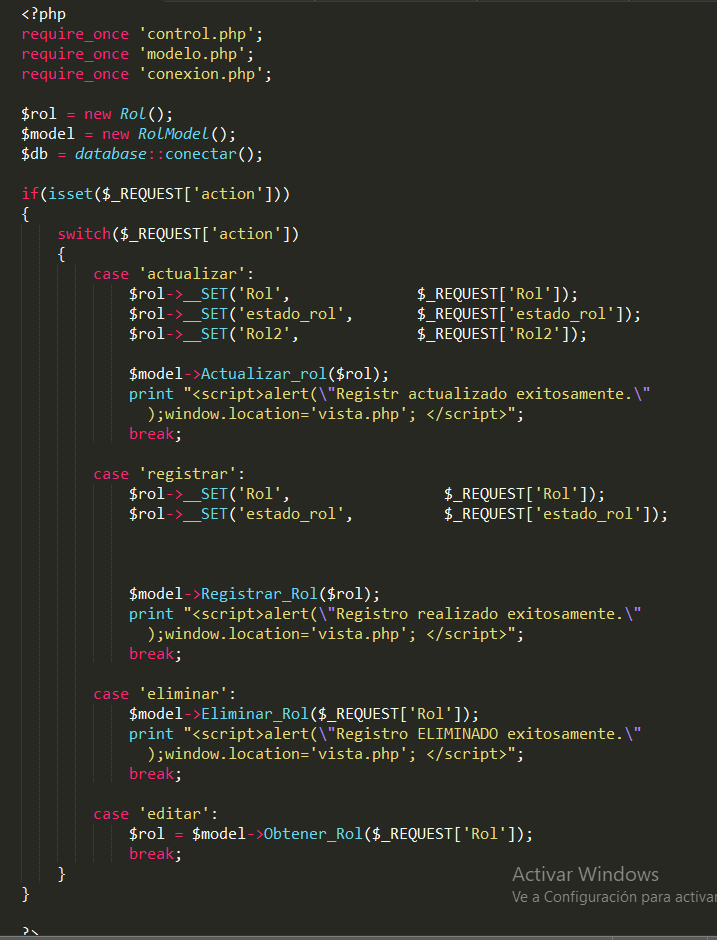 <?php
require_once 'control.php';
require_once 'modelo.php';
require_once 'conexion.php';
$rol = new Rol();
$model = new RolModel();
$db = database::conectar();
if(isset($_REQUEST['action']))
{
switch($_REQUEST['action'])
{
case 'actualizar':
$rol->__SET('Rol', $_REQUEST['Rol']);
$rol->__SET('estado_rol', $_REQUEST['estado_rol']);
$rol->__SET('Rol2', $_REQUEST['Rol2']);
$model->Actualizar_rol($rol);
print "<script>alert(\"Registr actualizado exitosamente.\"
);window.location='vista.php'; </script>";
break;
case 'registrar':
$rol->__SET('Rol', $_REQUEST['Rol']);
$rol->__SET('estado_rol', $_REQUEST['estado_rol']);
$model->Registrar_Rol($rol);
print "<script>alert(\"Registro realizado exitosamente.\"
);window.location='vista.php'; </script>";
break;
case 'eliminar':
$model->Eliminar_Rol($_REQUEST['Rol']);
print "<script>alert(\"Registro ELIMINADO exitosamente.\"
);window.location='vista.php'; </script>";
break;
case 'editar':
$rol = $model->Obtener_Rol($_REQUEST['Rol']);
break;
}
}
?>
Activar Windows
Ve a Configuración para activar